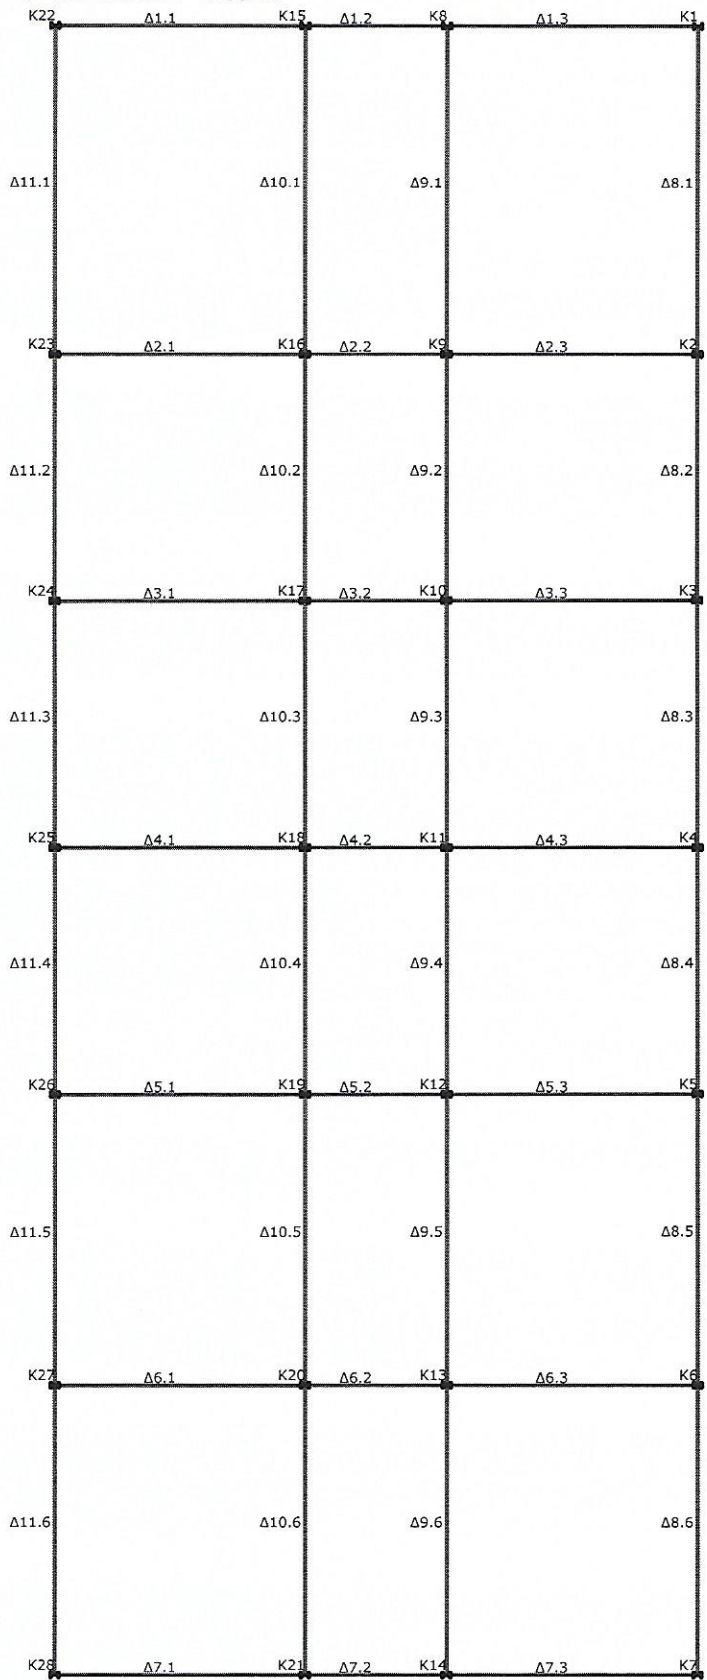 K22 Δ1.1 K15 Δ1.2 K8 Δ1.3 K1
Δ11.1 Δ10.1 Δ9.1 Δ8.1
K23 Δ2.1 K16 Δ2.2 K9 Δ2.3 K2
Δ11.2 Δ10.2 Δ9.2 Δ8.2
K24 Δ3.1 K17 Δ3.2 K10 Δ3.3 K3
Δ11.3 Δ10.3 Δ9.3 Δ8.3
K25 Δ4.1 K18 Δ4.2 K11 Δ4.3 K4
Δ11.4 Δ10.4 Δ9.4 Δ8.4
K26 Δ5.1 K19 Δ5.2 K12 Δ5.3 K5
Δ11.5 Δ10.5 Δ9.5 Δ8.5
K27 Δ6.1 K20 Δ6.2 K13 Δ6.3 K6
Δ11.6 Δ10.6 Δ9.6 Δ8.6
K28 Δ7.1 K21 Δ7.2 K14 Δ7.3 K7